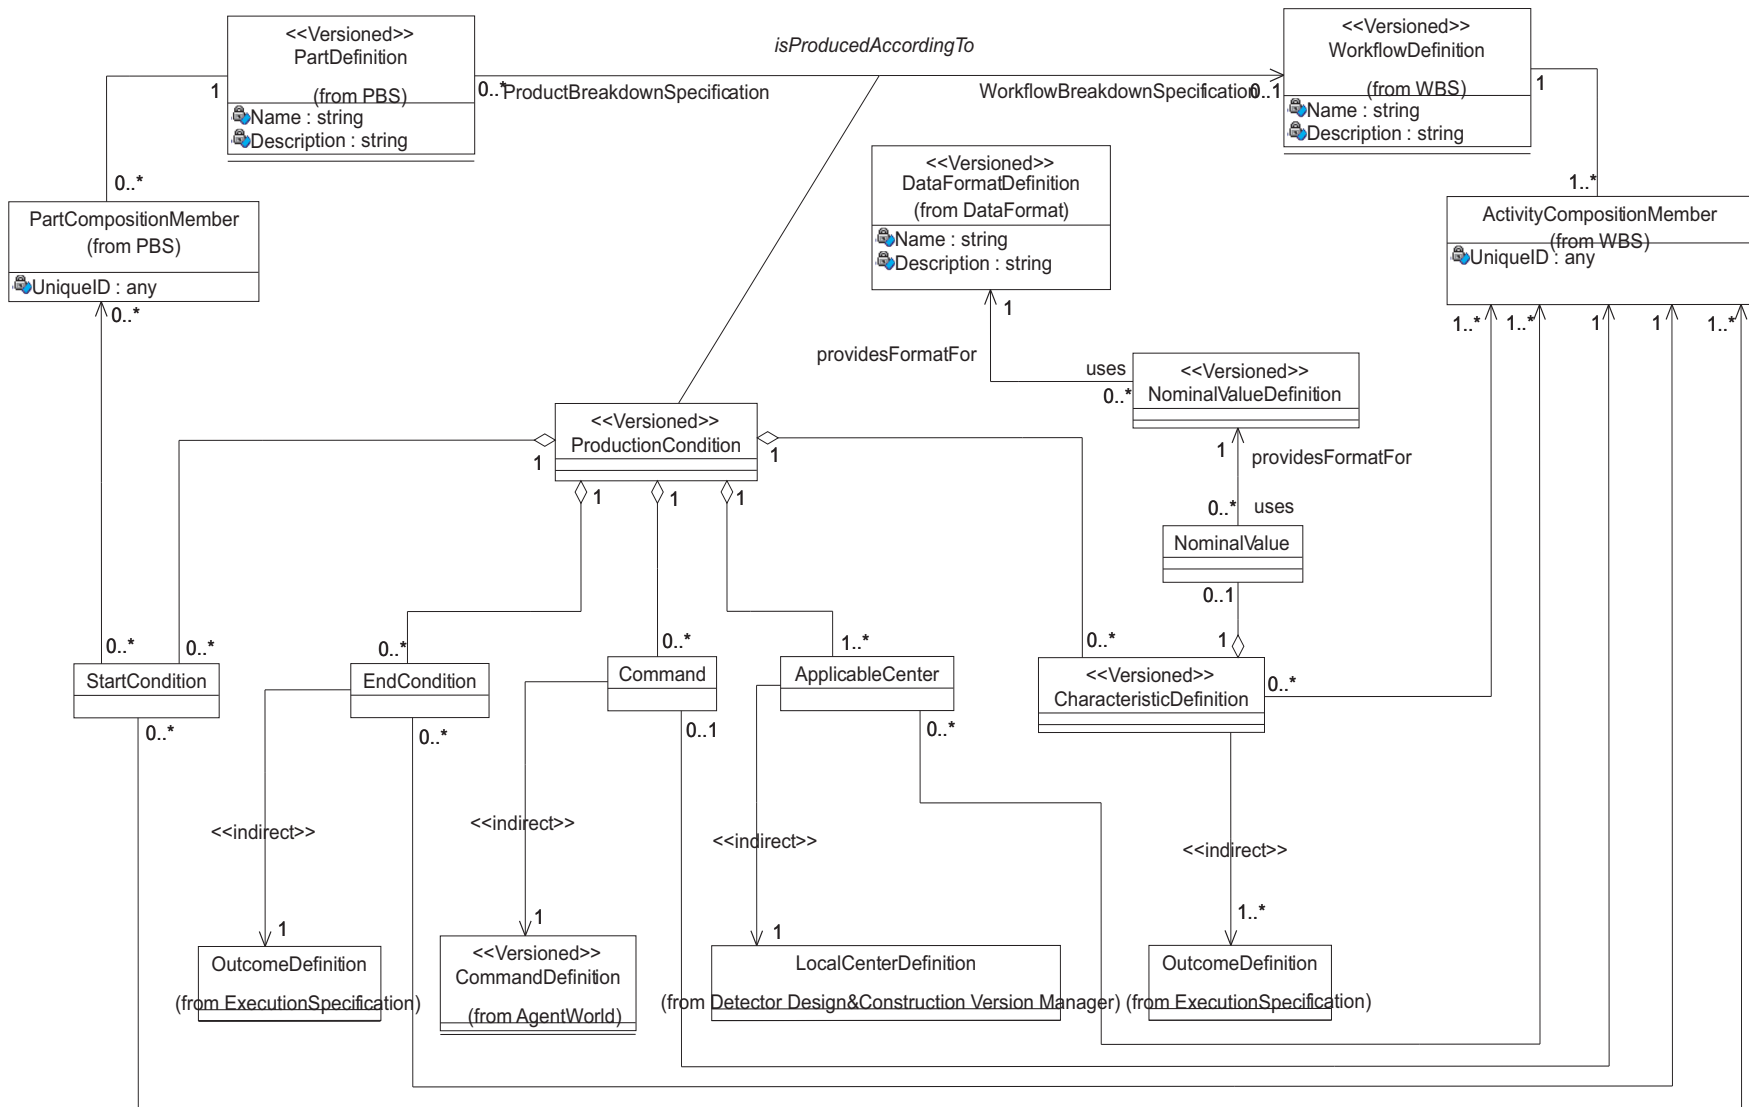 <<Versioned>>
PartDefinition
(from PBS)
Name : string
Description : string
1
0..*
isProducedAccordingTo
ProductBreakdownSpecification
WorkflowBreakdownSpecification
0..1
<<Versioned>>
WorkflowDefinition
(from WBS)
Name : string
Description : string
1
<<Versioned>>
DataFormatDefinition
(from DataFormat)
Name : string
Description : string
1
0..*
PartCompositionMember
(from PBS)
UniqueID : any
0..*
1..*
ActivityCompositionMember
(from WBS)
UniqueID : any
1..*
1..*
1
1
1..*
providesFormatFor
uses
0..*
<<Versioned>>
NominalValueDefinition
1
providesFormatFor
0..*
uses
NominalValue
0..1
1
<<Versioned>>
ProductionCondition
1
1
1
1
1
0..*
0..*
0..*
0..*
1..*
0..*
StartCondition
0..*
EndCondition
0..*
Command
0..1
ApplicableCenter
0..*
<<Versioned>>
CharacteristicDefinition
0..*
<<indirect>>
<<indirect>>
<<indirect>>
<<indirect>>
1
1
1
1..*
OutcomeDefinition
(from ExecutionSpecification)
<<Versioned>>
CommandDefinition
(from AgentWorld)
LocalCenterDefinition
(from Detector Design&Construction Version Manager)
OutcomeDefinition
(from ExecutionSpecification)